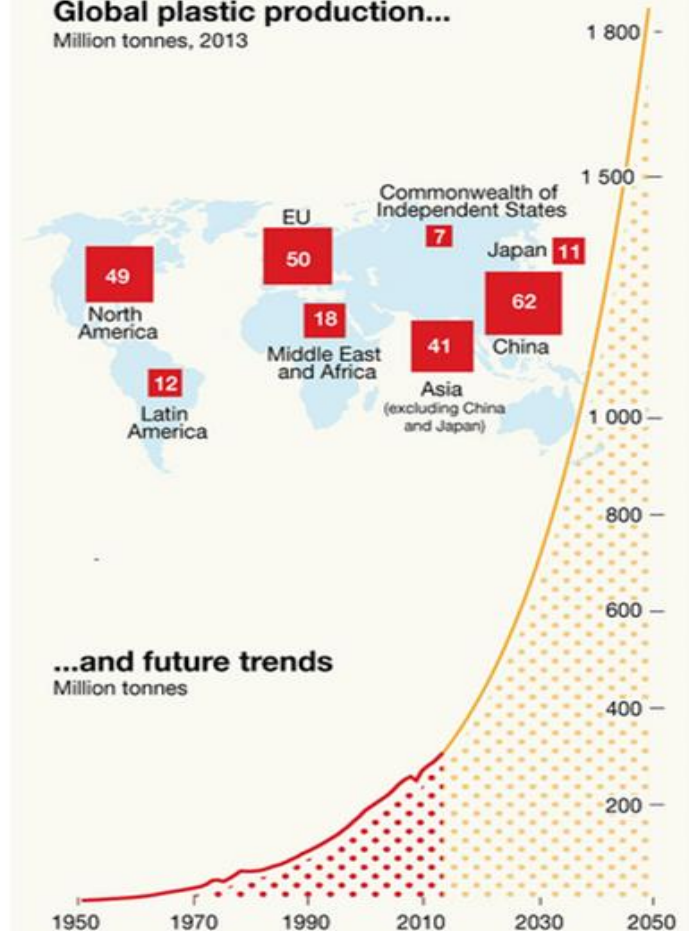 Global plastic production...
Million tonnes, 2013
1 800
1 500
Commonwealth of
Independent States
7
EU
50
Japan 11
49
North
America
18
Middle East
and Africa
62
China
41
Asia
(excluding China
and Japan)
12
Latin
America
1 000
800
600
...and future trends
Million tonnes
400
200
1950 1970 1990 2010 2030 2050